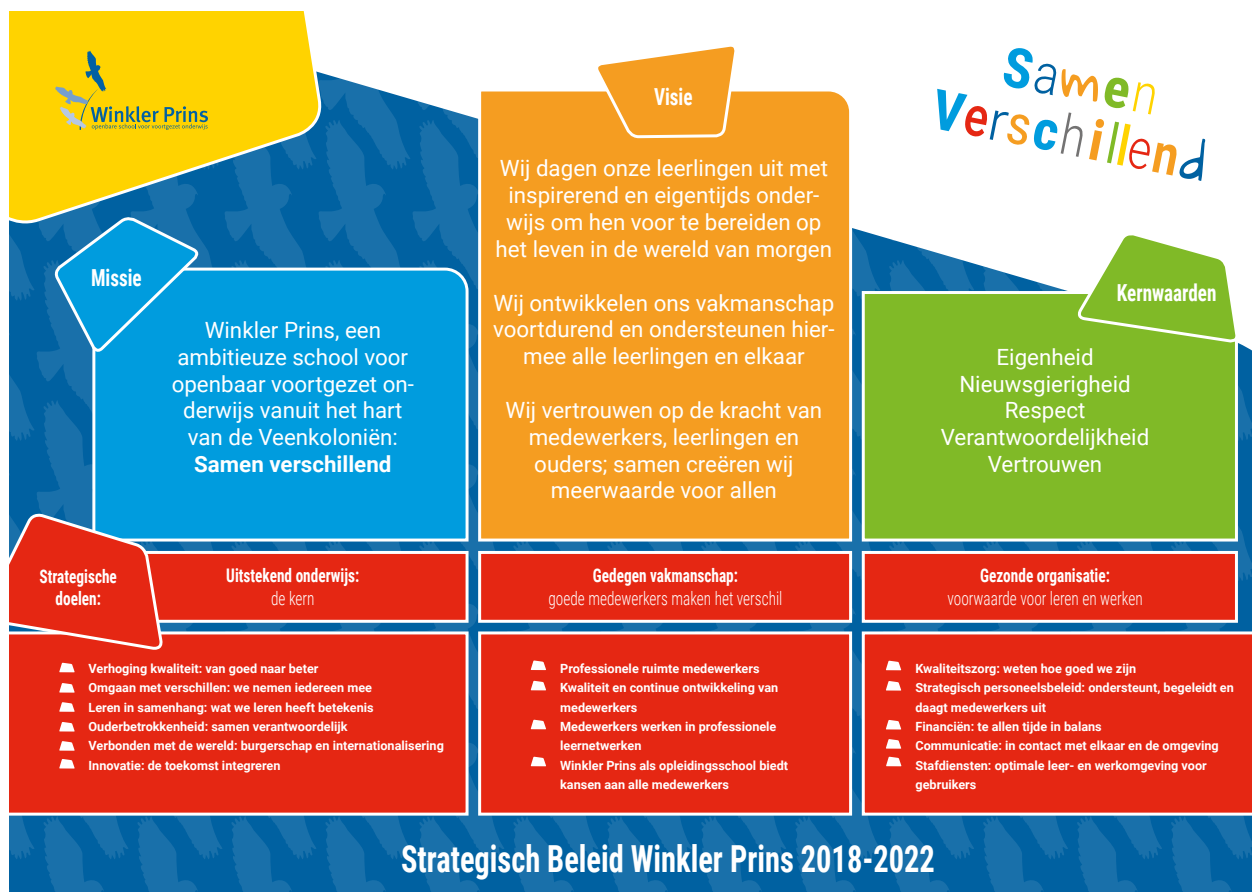 Winkler Prins
openbare school voor voortgezet onderwijs
Samen
Verschillend
Visie
Wij dagen onze leerlingen uit met
inspirerend en eigentijds onder-
wijs om hen voor te bereiden op
het leven in de wereld van morgen
Wij ontwikkelen ons vakmanschap
voortdurend en ondersteunen hier-
mee alle leerlingen en elkaar
Wij vertrouwen op de kracht van
medewerkers, leerlingen en
ouders; samen creëren wij
meerwaarde voor allen
Missie
Winkler Prins, een
ambitieuze school voor
openbaar voortgezet on-
derwijs vanuit het hart
van de Veenkoloniën:
Samen verschillend
Kernwaarden
Eigenheid
Nieuwsgierigheid
Respect
Verantwoordelijkheid
Vertrouwen
Strategische
doelen:
Uitstekend onderwijs:
de kern
Gedegen vakmanschap:
goede medewerkers maken het verschil
Gezonde organisatie:
voorwaarde voor leren en werken
Verhoging kwaliteit: van goed naar beter
Omgaan met verschillen: we nemen iedereen mee
Leren in samenhang: wat we leren heeft betekenis
Ouderbetrokkenheid: samen verantwoordelijk
Verbonden met de wereld: burgerschap en internationalisering
Innovatie: de toekomst integreren
Professionele ruimte medewerkers
Kwaliteit en continue ontwikkeling van
medewerkers
Medewerkers werken in professionele
leernetwerken
Winkler Prins als opleidingsschool biedt
kansen aan alle medewerkers
Kwaliteitszorg: weten hoe goed we zijn
Strategisch personeelsbeleid: ondersteunt, begeleidt en
daagt medewerkers uit
Financiën: te allen tijde in balans
Communicatie: in contact met elkaar en de omgeving
Stafdiensten: optimale leer- en werkomgeving voor
gebruikers
Strategisch Beleid Winkler Prins 2018-2022